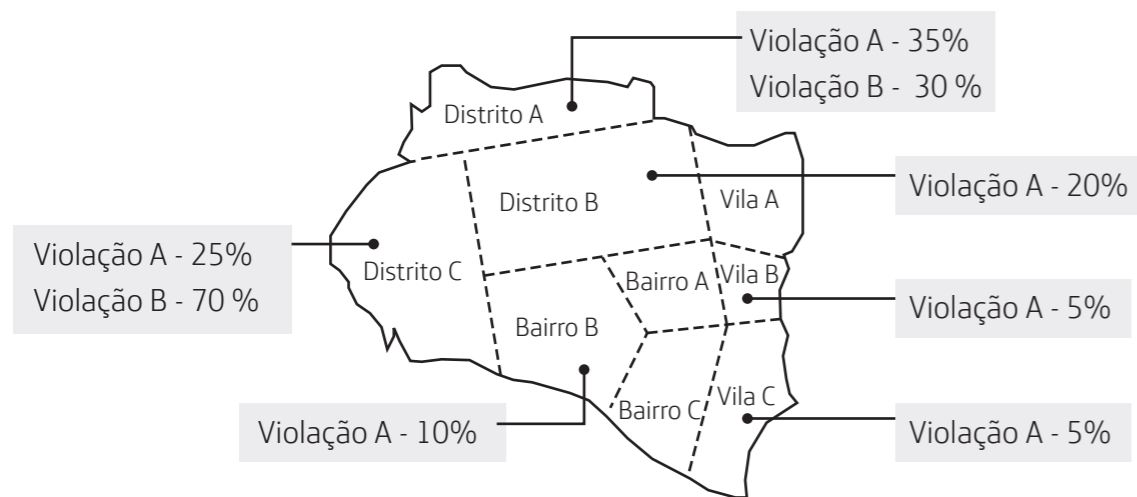 Violação A - 35%
Violação B - 30 %
Distrito A
Violação A - 20%
Distrito B
Vila A
Violação A - 25%
Violação B - 70 %
Distrito C
Bairro A
Vila B
Violação A - 5%
Bairro B
Violação A - 10%
Bairro C
Vila C
Violação A - 5%